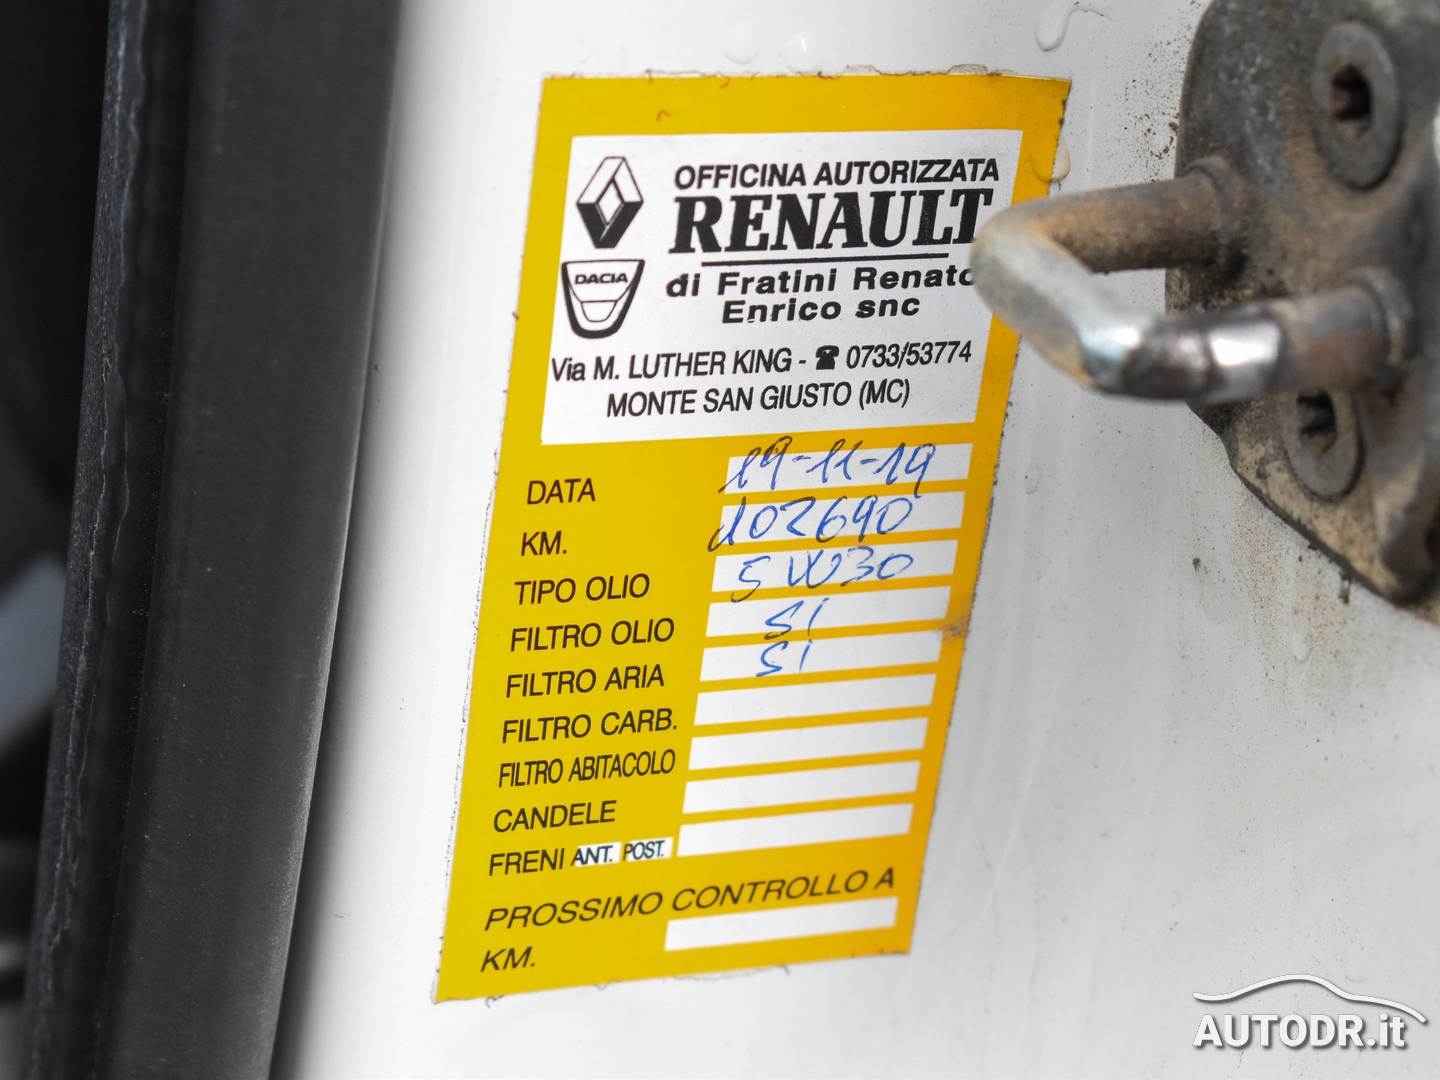 OFFICINA AUTORIZZATA
RENAULT
DACIA
di Fratini Renato
Enrico snc
Via M. LUTHER KING - ☎ 0733/53774
MONTE SAN GIUSTO (MC)
DATA 19-11-19
KM. 102690
TIPO OLIO 5W30
FILTRO OLIO SI
FILTRO ARIA SI
FILTRO CARB.
FILTRO ABITACOLO
CANDELE
FRENI ANT. POST.
PROSSIMO CONTROLLO A
KM.
AUTODR.it